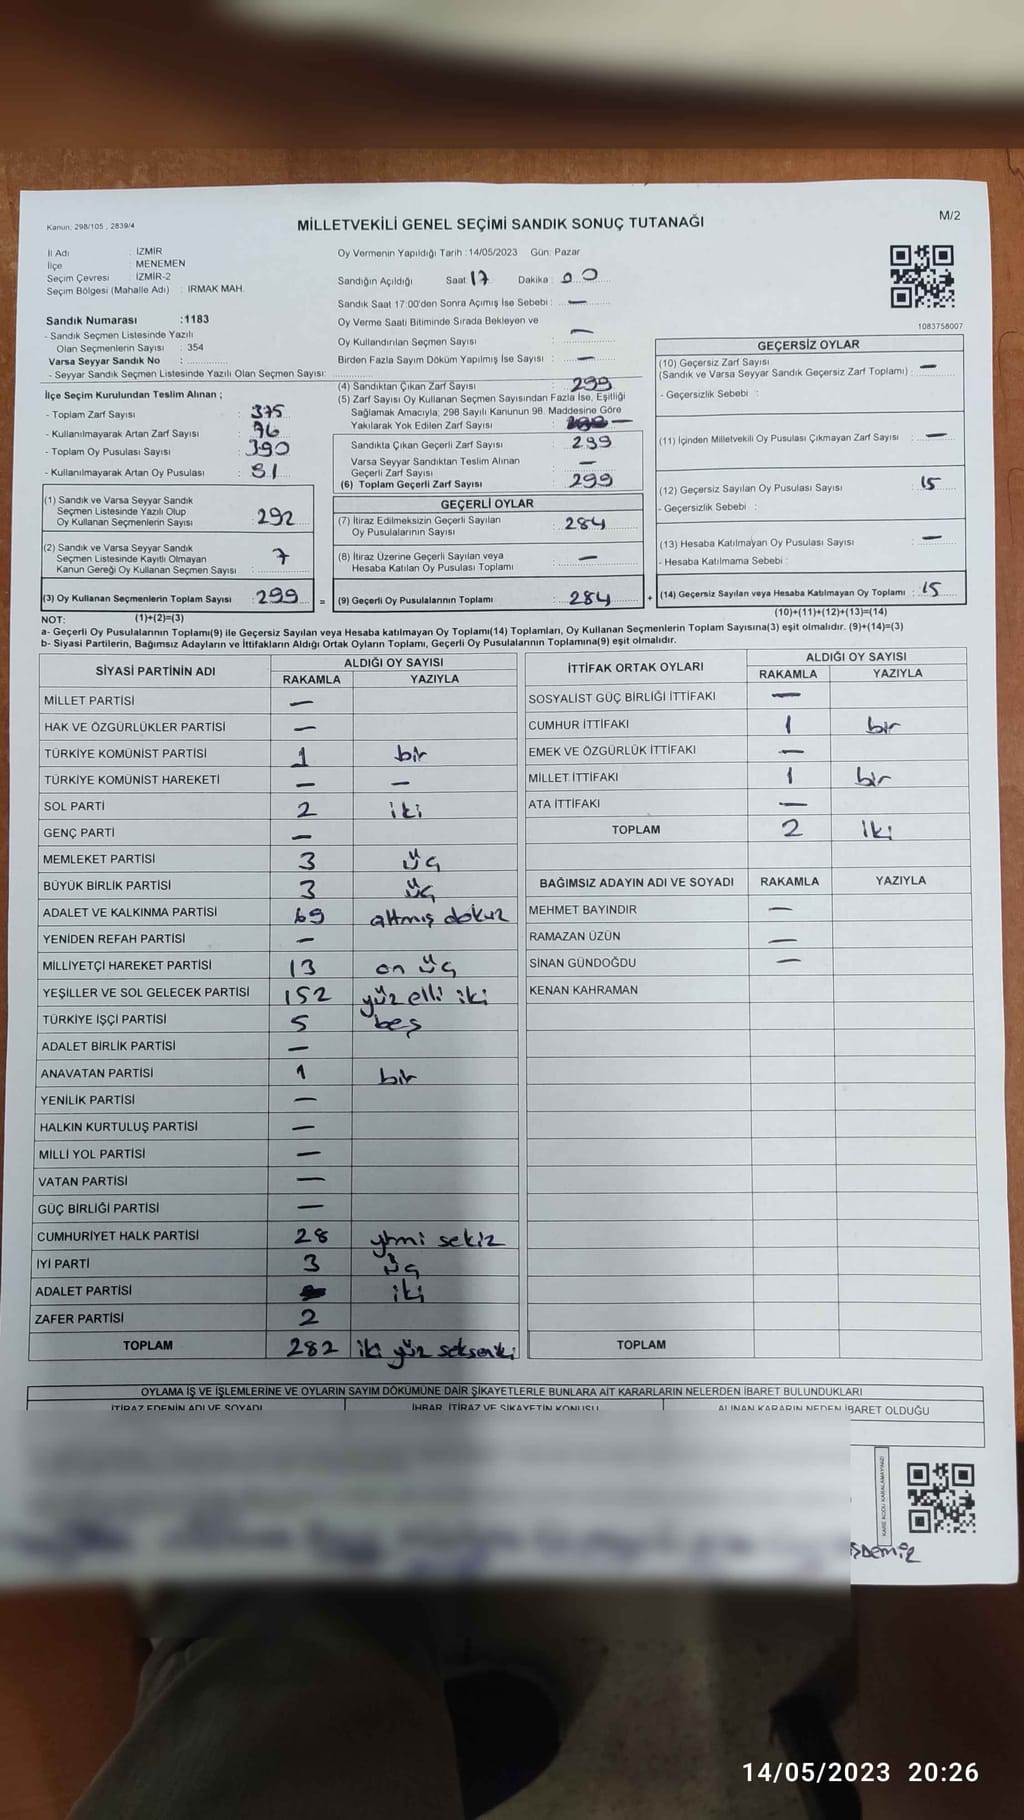 Kanun: 298/105 , 2839/4
MİLLETVEKİLİ GENEL SEÇİMİ SANDIK SONUÇ TUTANAĞI
M/2
İl Adı : İZMİR
İlçe : MENEMEN
Seçim Çevresi : İZMİR-2
Seçim Bölgesi (Mahalle Adı) : IRMAK MAH.
Sandık Numarası :1183
- Sandık Seçmen Listesinde Yazılı
Olan Seçmenlerin Sayısı : 354
Varsa Seyyar Sandık No :
- Seyyar Sandık Seçmen Listesinde Yazılı Olan Seçmen Sayısı:
Oy Vermenin Yapıldığı Tarih :14/05/2023 Gün: Pazar
Sandığın Açıldığı Saat 17 Dakika : 00
Sandık Saat 17:00'den Sonra Açımış İse Sebebi : —
Oy Verme Saati Bitiminde Sırada Bekleyen ve
Oy Kullandırılan Seçmen Sayısı : —
Birden Fazla Sayım Döküm Yapılmış İse Sayısı : —
1083758007
İlçe Seçim Kurulundan Teslim Alınan ;
- Toplam Zarf Sayısı : 375
- Kullanılmayarak Artan Zarf Sayısı : 76
- Toplam Oy Pusulası Sayısı : 390
- Kullanılmayarak Artan Oy Pusulası : 91
(1) Sandık ve Varsa Seyyar Sandık
Seçmen Listesinde Yazılı Olup
Oy Kullanan Seçmenlerin Sayısı : 292
(2) Sandık ve Varsa Seyyar Sandık
Seçmen Listesinde Kayıtlı Olmayan
Kanun Gereği Oy Kullanan Seçmen Sayısı : 7
(3) Oy Kullanan Seçmenlerin Toplam Sayısı : 299 =
(1)+(2)=(3)
(4) Sandıktan Çıkan Zarf Sayısı : 299
(5) Zarf Sayısı Oy Kullanan Seçmen Sayısından Fazla İse, Eşitliği
Sağlamak Amacıyla; 298 Sayılı Kanunun 98. Maddesine Göre
Yakılarak Yok Edilen Zarf Sayısı : —
Sandıkta Çıkan Geçerli Zarf Sayısı : 299
Varsa Seyyar Sandıktan Teslim Alınan
Geçerli Zarf Sayısı : —
(6) Toplam Geçerli Zarf Sayısı : 299
GEÇERLİ OYLAR
(7) İtiraz Edilmeksizin Geçerli Sayılan
Oy Pusulalarının Sayısı : 284
(8) İtiraz Üzerine Geçerli Sayılan veya
Hesaba Katılan Oy Pusulası Toplamı : —
(9) Geçerli Oy Pusulalarının Toplamı : 284 +
GEÇERSİZ OYLAR
(10) Geçersiz Zarf Sayısı
(Sandık ve Varsa Seyyar Sandık Geçersiz Zarf Toplamı) : —
- Geçersizlik Sebebi :
(11) İçinden Milletvekili Oy Pusulası Çıkmayan Zarf Sayısı : —
(12) Geçersiz Sayılan Oy Pusulası Sayısı : 15
- Geçersizlik Sebebi :
(13) Hesaba Katılmayan Oy Pusulası Sayısı : —
- Hesaba Katılmama Sebebi :
(14) Geçersiz Sayılan veya Hesaba Katılmayan Oy Toplamı : 15
(10)+(11)+(12)+(13)=(14)
NOT:
a- Geçerli Oy Pusulalarının Toplamı(9) ile Geçersiz Sayılan veya Hesaba katılmayan Oy Toplamı(14) Toplamları, Oy Kullanan Seçmenlerin Toplam Sayısına(3) eşit olmalıdır. (9)+(14)=(3)
b- Siyasi Partilerin, Bağımsız Adayların ve İttifakların Aldığı Ortak Oyların Toplamı, Geçerli Oy Pusulalarının Toplamına(9) eşit olmalıdır.
SİYASİ PARTİNİN ADI ALDIĞI OY SAYISI
RAKAMLA YAZIYLA
MİLLET PARTİSİ —
HAK VE ÖZGÜRLÜKLER PARTİSİ —
TÜRKİYE KOMÜNİST PARTİSİ 1 bir
TÜRKİYE KOMÜNİST HAREKETİ — —
SOL PARTİ 2 iki
GENÇ PARTİ —
MEMLEKET PARTİSİ 3 üç
BÜYÜK BİRLİK PARTİSİ 3 üç
ADALET VE KALKINMA PARTİSİ 69 altmış dokuz
YENİDEN REFAH PARTİSİ —
MİLLİYETÇİ HAREKET PARTİSİ 13 on üç
YEŞİLLER VE SOL GELECEK PARTİSİ 152 yüz elli iki
TÜRKİYE İŞÇİ PARTİSİ 5 beş
ADALET BİRLİK PARTİSİ —
ANAVATAN PARTİSİ 1 bir
YENİLİK PARTİSİ —
HALKIN KURTULUŞ PARTİSİ —
MİLLİ YOL PARTİSİ —
VATAN PARTİSİ —
GÜÇ BİRLİĞİ PARTİSİ —
CUMHURİYET HALK PARTİSİ 28 yirmi sekiz
İYİ PARTİ 3 üç
ADALET PARTİSİ iki
ZAFER PARTİSİ 2
TOPLAM 282 iki yüz seksen iki
İTTİFAK ORTAK OYLARI ALDIĞI OY SAYISI
RAKAMLA YAZIYLA
SOSYALİST GÜÇ BİRLİĞİ İTTİFAKI —
CUMHUR İTTİFAKI 1 bir
EMEK VE ÖZGÜRLÜK İTTİFAKI —
MİLLET İTTİFAKI 1 bir
ATA İTTİFAKI —
TOPLAM 2 iki
BAĞIMSIZ ADAYIN ADI VE SOYADI RAKAMLA YAZIYLA
MEHMET BAYINDIR —
RAMAZAN ÜZÜN —
SİNAN GÜNDOĞDU —
KENAN KAHRAMAN
TOPLAM
OYLAMA İŞ VE İŞLEMLERİNE VE OYLARIN SAYIM DÖKÜMÜNE DAİR ŞİKAYETLERLE BUNLARA AİT KARARLARIN NELERDEN İBARET BULUNDUKLARI
İTİRAZ EDENİN ADI VE SOYADI İHBAR, İTİRAZ VE ŞİKAYETİN KONUSU ALINAN KARARIN NEDEN İBARET OLDUĞU
KARE KODU KARALAMAYINIZ!
14/05/2023 20:26